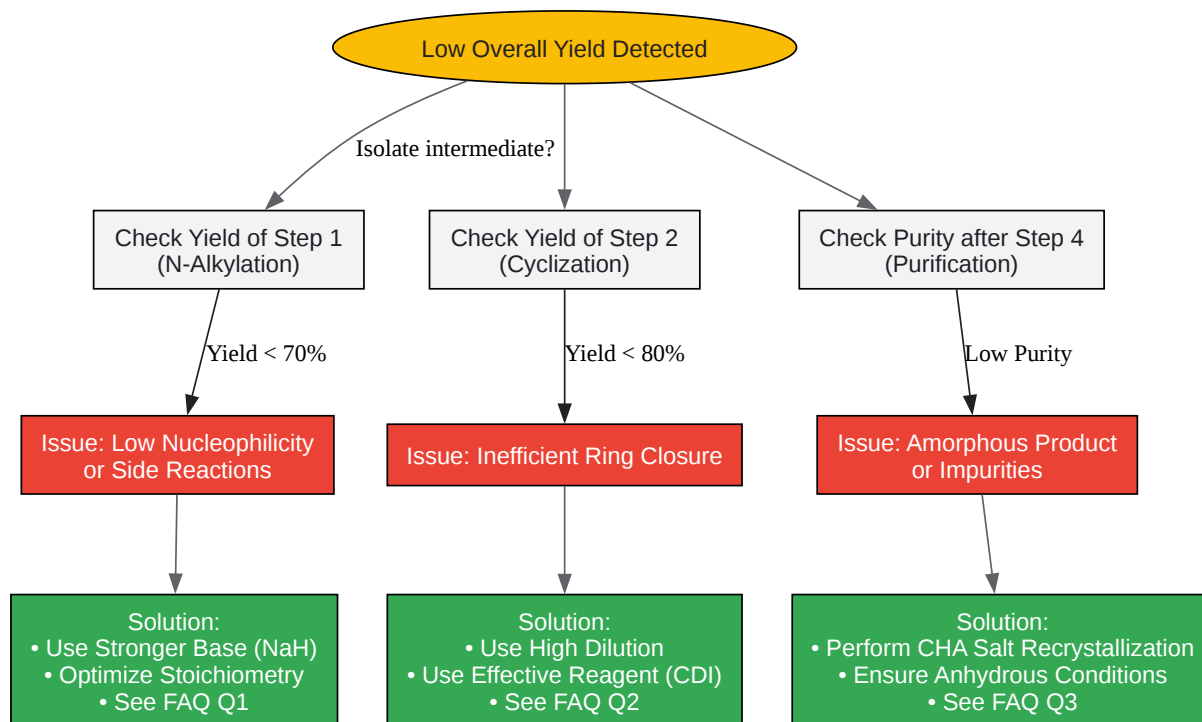 Low Overall Yield Detected
Isolate intermediate?
Check Yield of Step 1
(N-Alkylation)
Check Yield of Step 2
(Cyclization)
Check Purity after Step 4
(Purification)
Yield < 70%
Yield < 80%
Low Purity
Issue: Low Nucleophilicity
or Side Reactions
Issue: Inefficient Ring Closure
Issue: Amorphous Product
or Impurities
Solution:
• Use Stronger Base (NaH)
• Optimize Stoichiometry
• See FAQ Q1
Solution:
• Use High Dilution
• Use Effective Reagent (CDI)
• See FAQ Q2
Solution:
• Perform CHA Salt Recrystallization
• Ensure Anhydrous Conditions
• See FAQ Q3